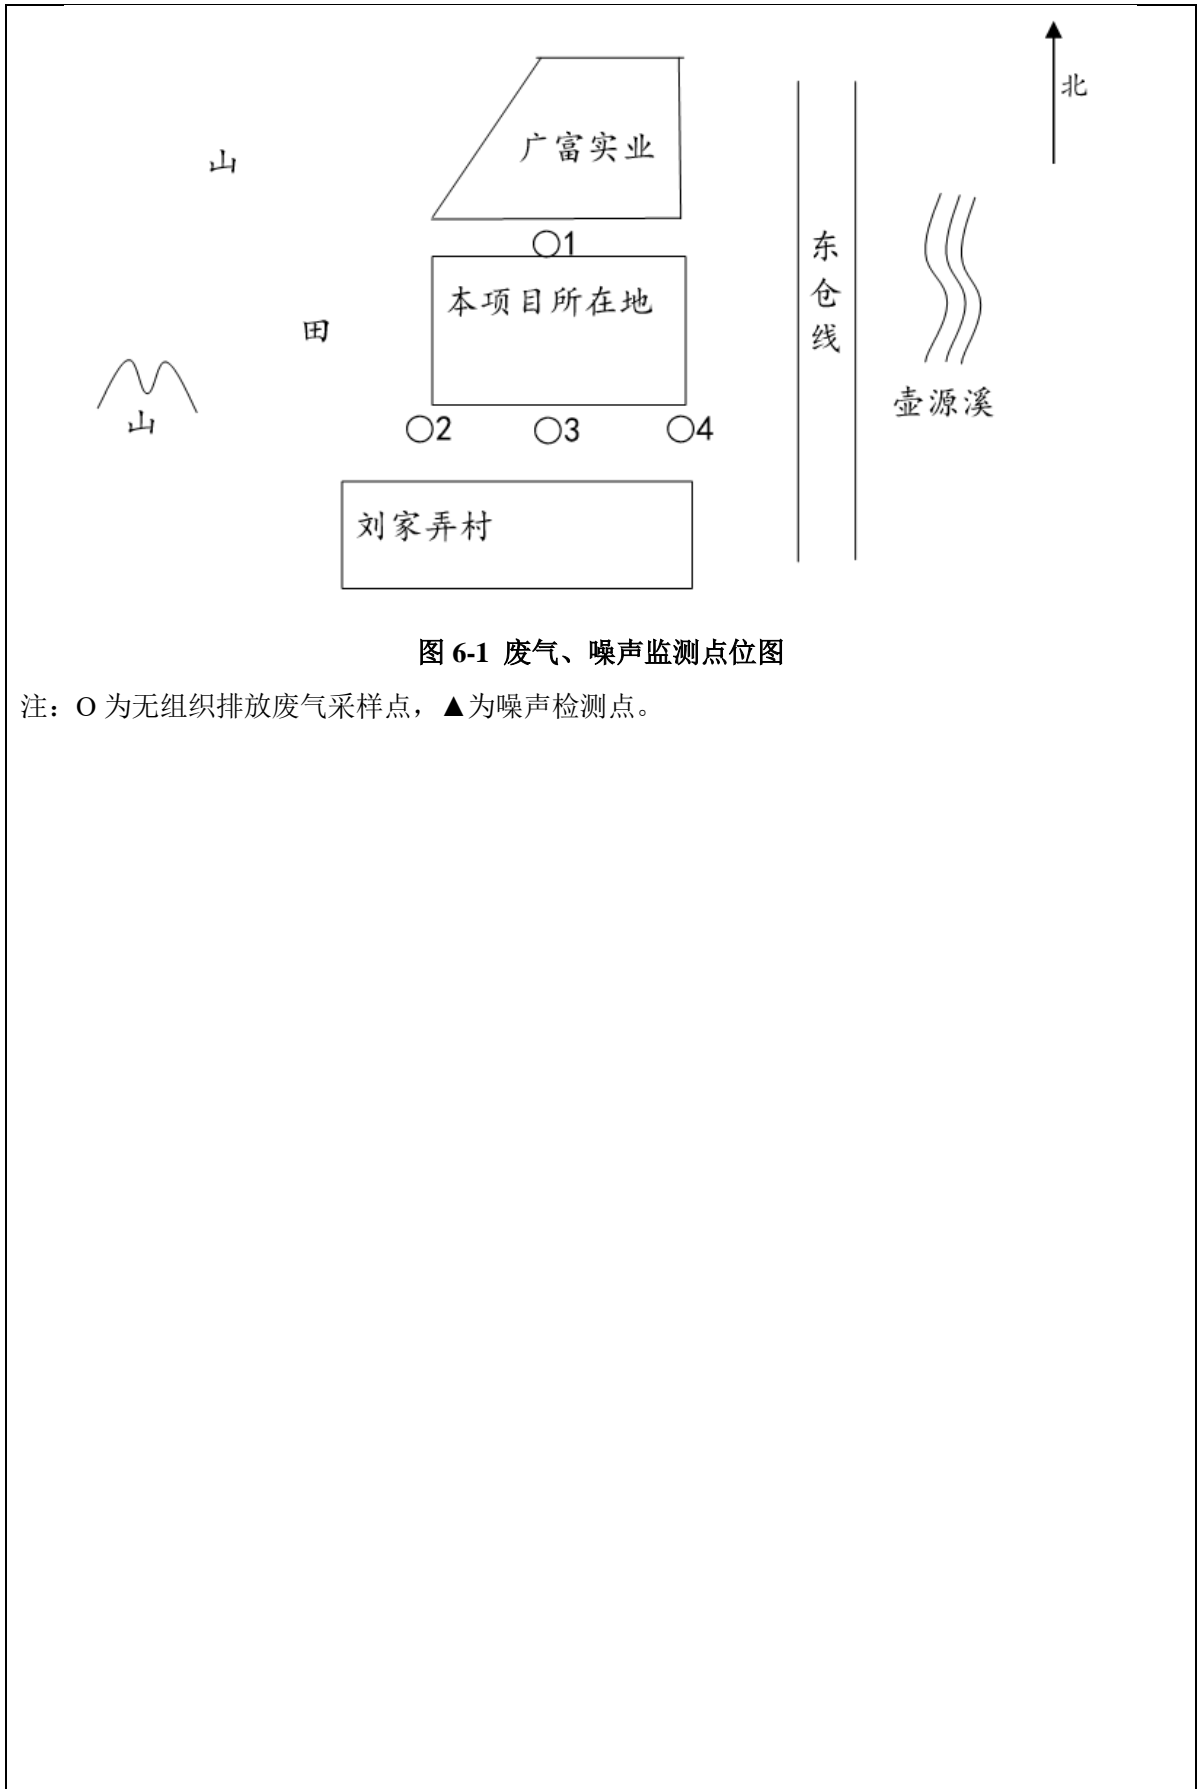 北
广富实业
山
○1
东仓线
本项目所在地
田
山
壶源溪
○2
○3
○4
刘家弄村
图 6-1 废气、噪声监测点位图
注：O 为无组织排放废气采样点，▲为噪声检测点。